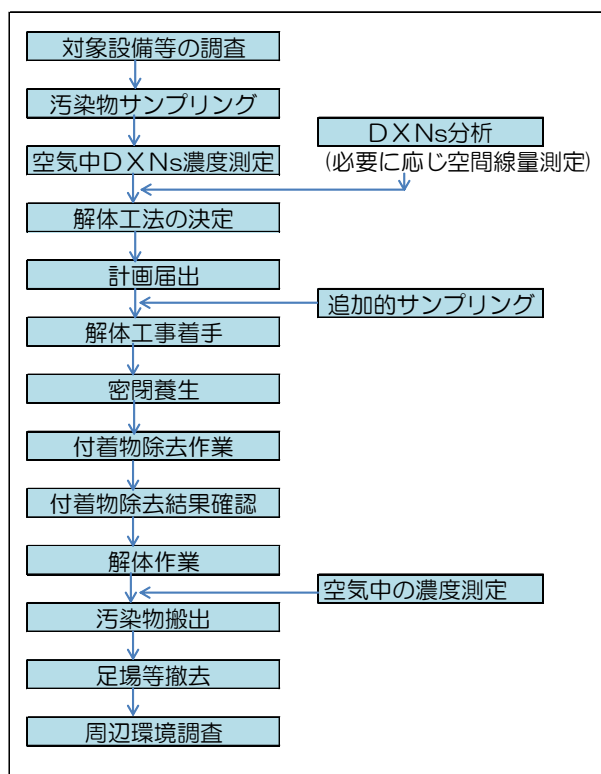 対象設備等の調査
汚染物サンプリング
DXNs分析
空気中DXNs濃度測定
(必要に応じ空間線量測定)
解体工法の決定
計画届出
追加的サンプリング
解体工事着手
密閉養生
付着物除去作業
付着物除去結果確認
解体作業
空気中の濃度測定
汚染物搬出
足場等撤去
周辺環境調査